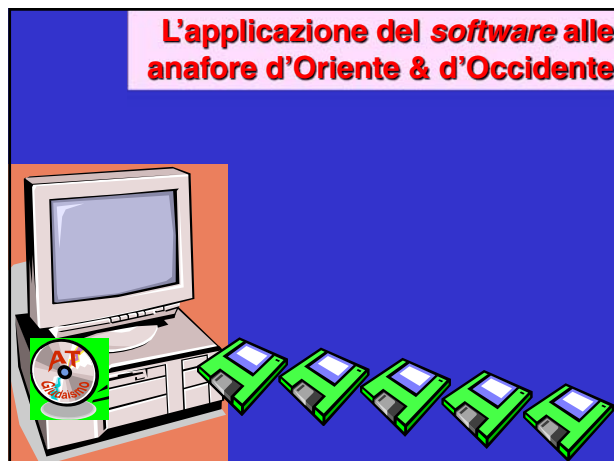 L'applicazione del software alle
anafore d'Oriente & d'Occidente
AT
Giudaismo